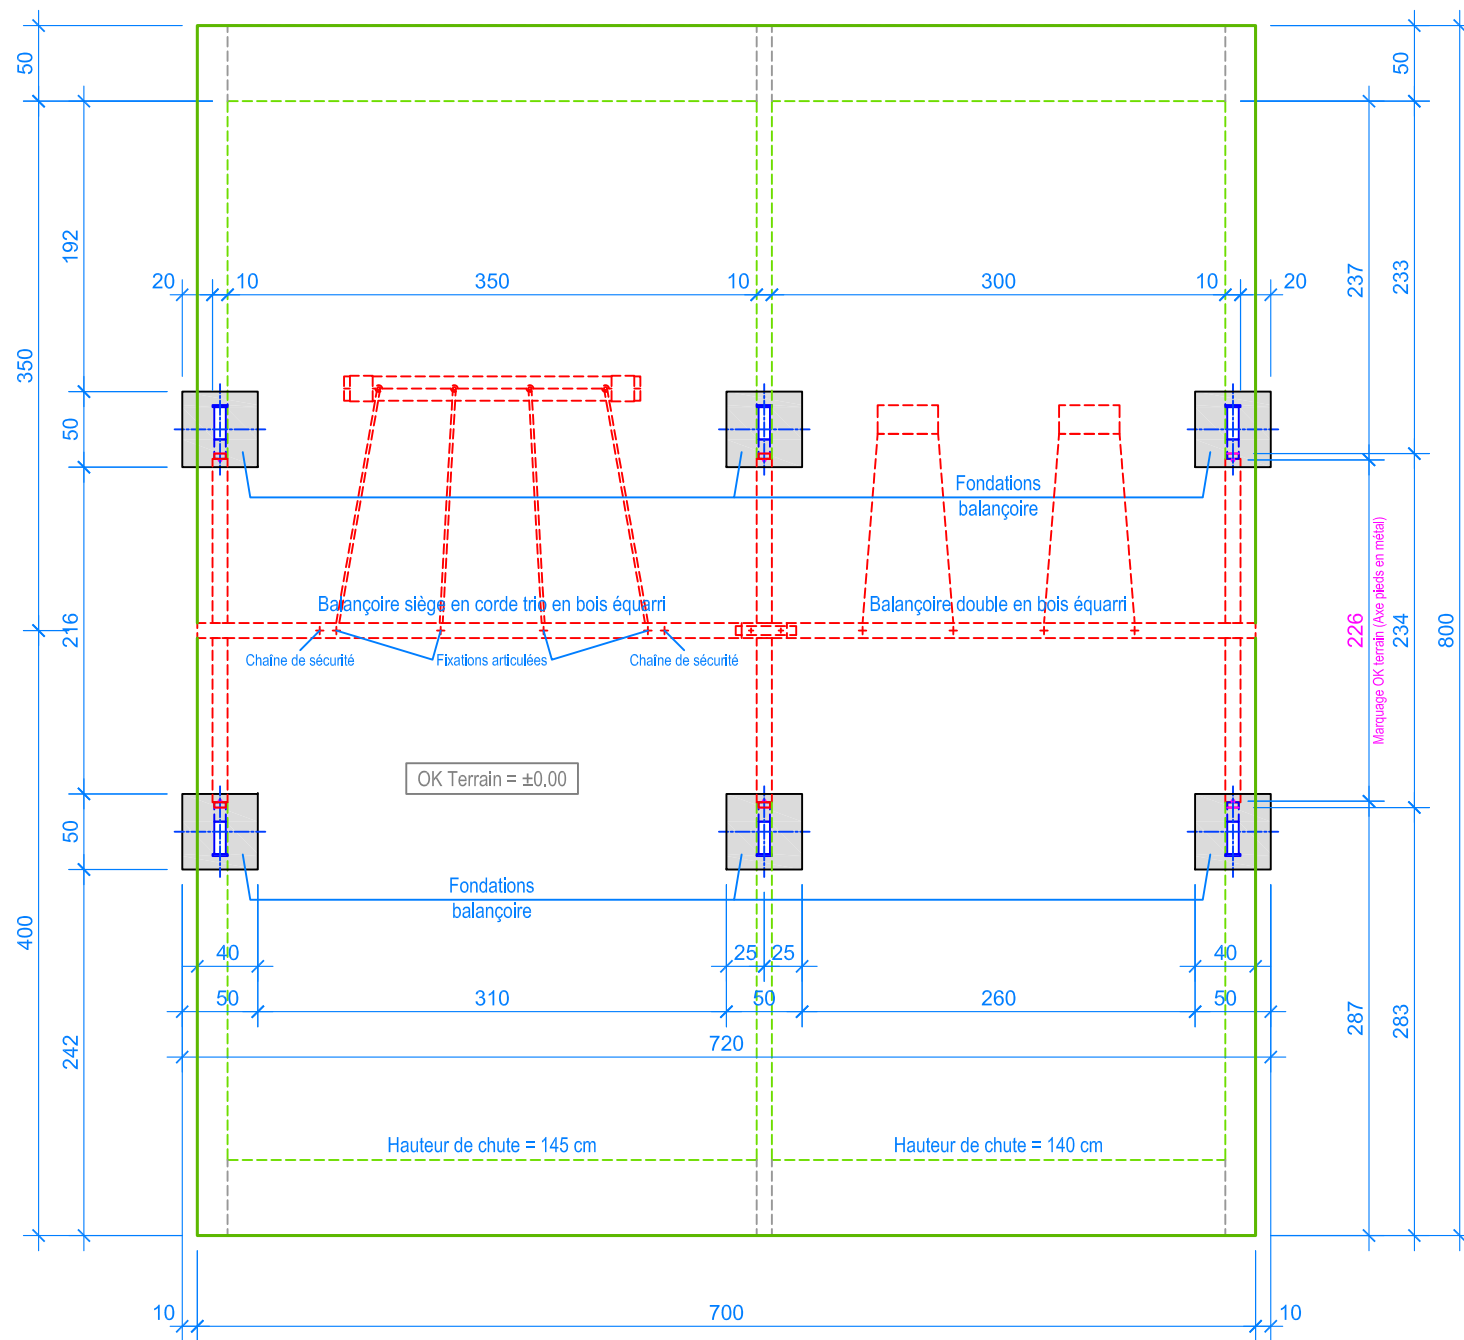 50
50
192
237
233
20
10
350
10
300
10
20
350
50
Fondations
balançoire
Balançoire siège en corde trio en bois équarri
Balançoire double en bois équarri
216
226
Marquage OK terrain (Axe pieds en métal)
234
800
Chaîne de sécurité
Fixations articulées
Chaîne de sécurité
OK Terrain = ±0.00
50
Fondations
balançoire
400
40
25
25
40
50
310
50
260
50
242
287
283
720
Hauteur de chute = 145 cm
Hauteur de chute = 140 cm
10
700
10